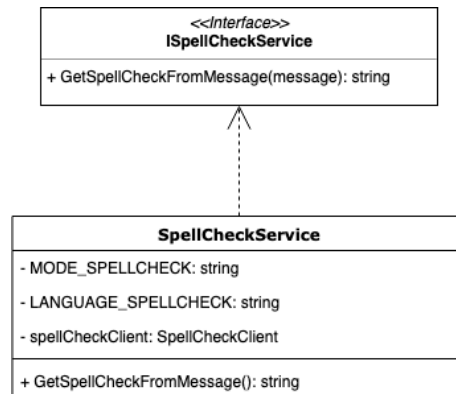 <<Interface>>
ISpellCheckService
+ GetSpellCheckFromMessage(message): string
SpellCheckService
- MODE_SPELLCHECK: string
- LANGUAGE_SPELLCHECK: string
- spellCheckClient: SpellCheckClient
+ GetSpellCheckFromMessage(): string